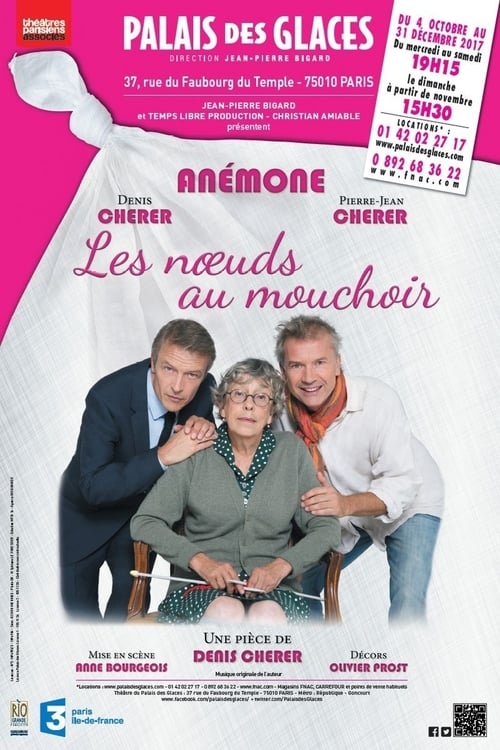 théâtres
parisiens
associés
PALAIS DES GLACES
DIRECTION JEAN-PIERRE BIGARD
37, rue du Faubourg du Temple - 75010 PARIS
JEAN-PIERRE BIGARD
et TEMPS LIBRE PRODUCTION - CHRISTIAN AMIABLE
présentent
DU 4 OCTOBRE AU
31 DÉCEMBRE 2017
Du mercredi au samedi
19H15
le dimanche
à partir de novembre
15H30
LOCATIONS* :
01 42 02 27 17
www.palaisdesglaces.com
0 892 68 36 22
www.fnac.com
ANÉMONE
DENIS
CHERER
PIERRE-JEAN
CHERER
Les nœuds
au mouchoir
UNE PIÈCE DE
DENIS CHERER
Musique originale de l'auteur
MISE EN SCÈNE
ANNE BOURGEOIS
DÉCORS
OLIVIER PROST
*Locations : www.palaisdesglaces.com - 01 42 02 27 17 - 0 892 68 36 22 - www.fnac.com - Magasins FNAC, CARREFOUR et points de vente habituels
Théâtre du Palais des Glaces : 37 rue du Faubourg du Temple - 75010 PARIS - Métro : République - Goncourt
www.facebook.com/palaisdesglaces - twitter.com/PalaisDesGlaces
RIO
GRANDE
3
paris
île-de-france